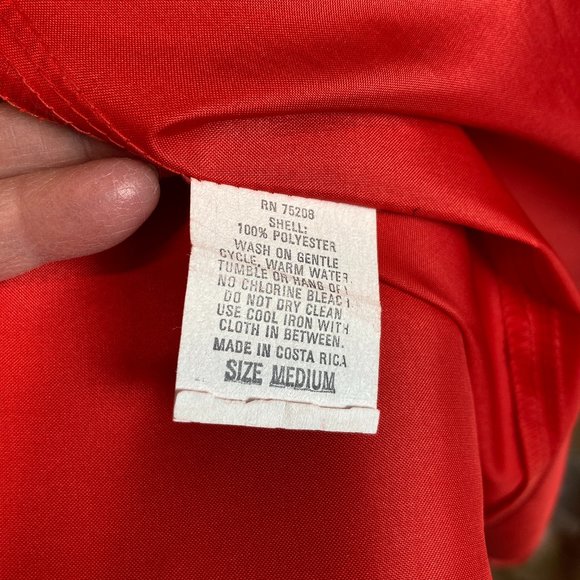 RN 75208
SHELL:
100% POLYESTER
WASH ON GENTLE
CYCLE, WARM WATER.
TUMBLE OR HANG
NO CHLORINE BLEAC
DO NOT DRY CLEAN
USE COOL IRON WITH
CLOTH IN BETWEEN.
MADE IN COSTA RICA
SIZE MEDIUM